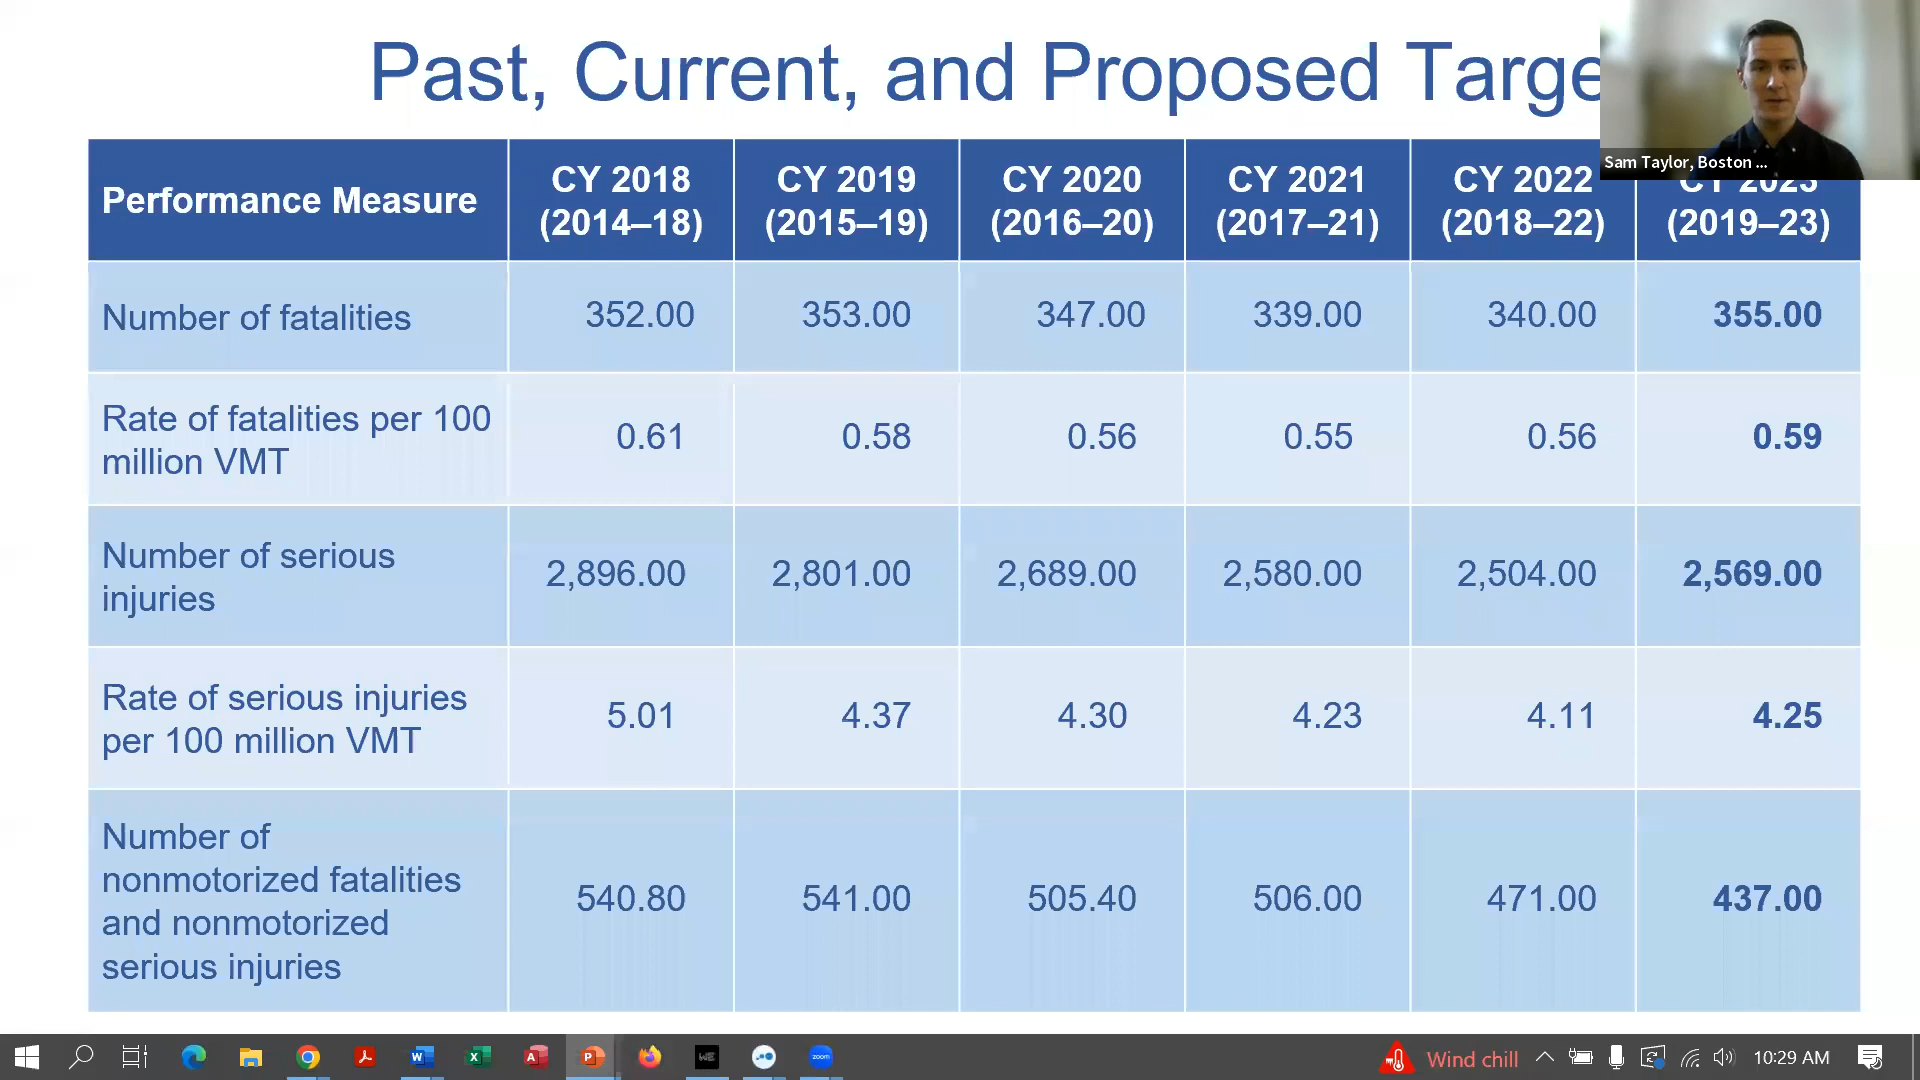 Past, Current, and Proposed Targe
Sam Taylor, Boston ...
Performance Measure
CY 2018
(2014–18)
CY 2019
(2015–19)
CY 2020
(2016–20)
CY 2021
(2017–21)
CY 2022
(2018–22)
CY 2023
(2019–23)
Number of fatalities
352.00
353.00
347.00
339.00
340.00
355.00
Rate of fatalities per 100
million VMT
0.61
0.58
0.56
0.55
0.56
0.59
Number of serious
injuries
2,896.00
2,801.00
2,689.00
2,580.00
2,504.00
2,569.00
Rate of serious injuries
per 100 million VMT
5.01
4.37
4.30
4.23
4.11
4.25
Number of
nonmotorized fatalities
and nonmotorized
serious injuries
540.80
541.00
505.40
506.00
471.00
437.00
W
X
A
P
WE
zoom
Wind chill
10:29 AM